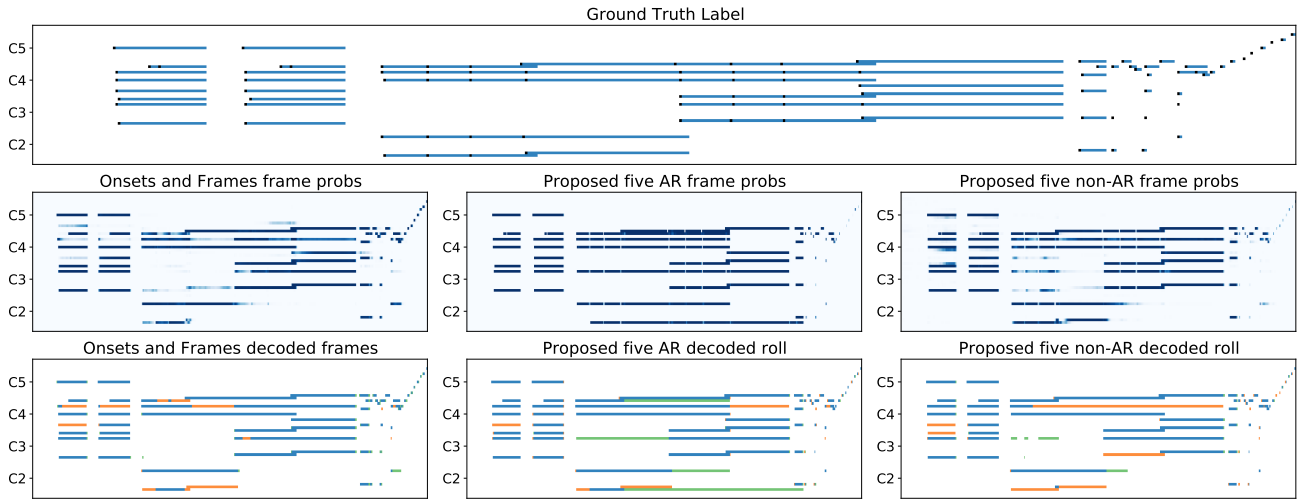 Ground Truth Label
C5
C4
C3
C2
Onsets and Frames frame probs
Proposed five AR frame probs
Proposed five non-AR frame probs
C5
C4
C3
C2
C5
C4
C3
C2
C5
C4
C3
C2
Onsets and Frames decoded frames
Proposed five AR decoded roll
Proposed five non-AR decoded roll
C5
C4
C3
C2
C5
C4
C3
C2
C5
C4
C3
C2